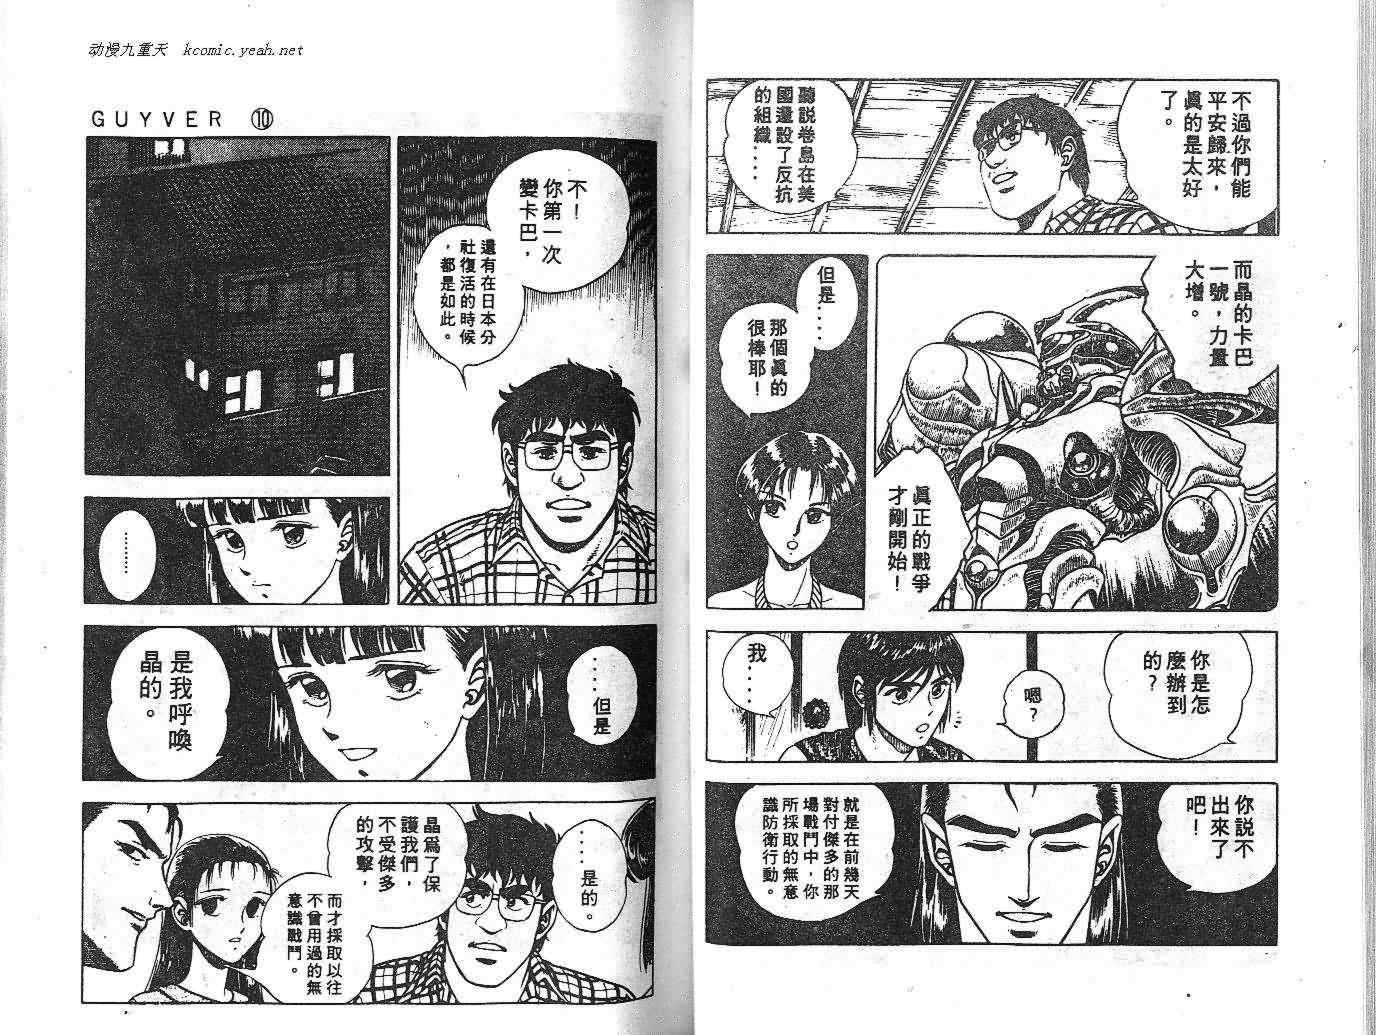 动漫九重天 kcomic.yeah.net
GUYVER ⑩
不過你們能
平安歸來，
眞的是太好
了。
聽説卷島在美
國還設了反抗
的組織‥‥
而晶的卡巴
一號，力量
大增。
眞正的戰爭
才剛開始！
但是‥‥
那個眞的
很棒耶！
你是怎
麽辦到
的？
嗯？
我‥‥
你說不
出來了
吧！
就是在前幾天
對付傑多的那
場戰鬥中，你
所採取的無意
識防衛行動。
不！
你第一次
變卡巴，
還有在日本分
社復活的時候
，都是如此。
‥‥‥‥
‥‥但是
是我呼喚
晶的。
‥‥是的。
晶爲了保
護我們，
不受傑多
的攻擊，
而才採取以往
不曾用過的無
意識戰鬥。